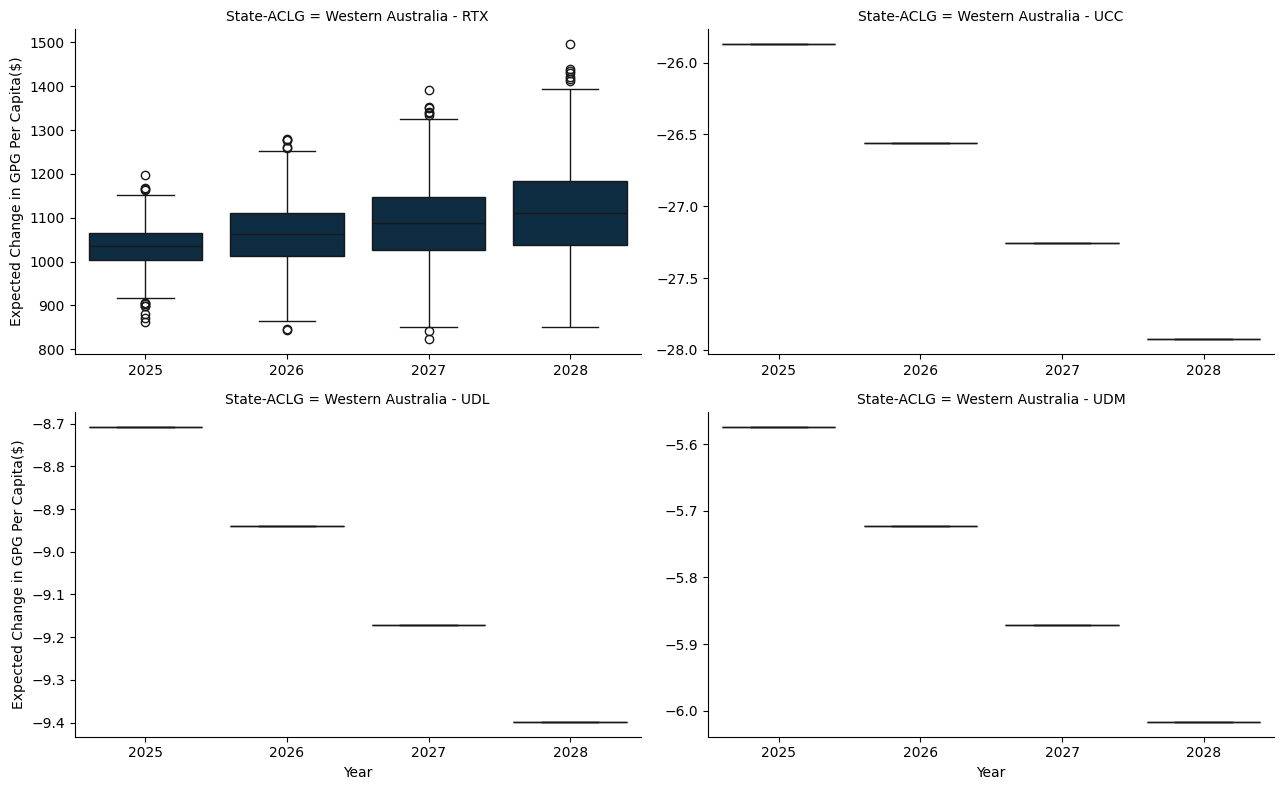 State-ACLG = Western Australia - RTX
Expected Change in GPG Per Capita($)
1500
1400
1300
1200
1100
1000
900
800
2025 2026 2027 2028
State-ACLG = Western Australia - UCC
−26.0
−26.5
−27.0
−27.5
−28.0
2025 2026 2027 2028
State-ACLG = Western Australia - UDL
Expected Change in GPG Per Capita($)
−8.7
−8.8
−8.9
−9.0
−9.1
−9.2
−9.3
−9.4
2025 2026 2027 2028
Year
State-ACLG = Western Australia - UDM
−5.6
−5.7
−5.8
−5.9
−6.0
2025 2026 2027 2028
Year